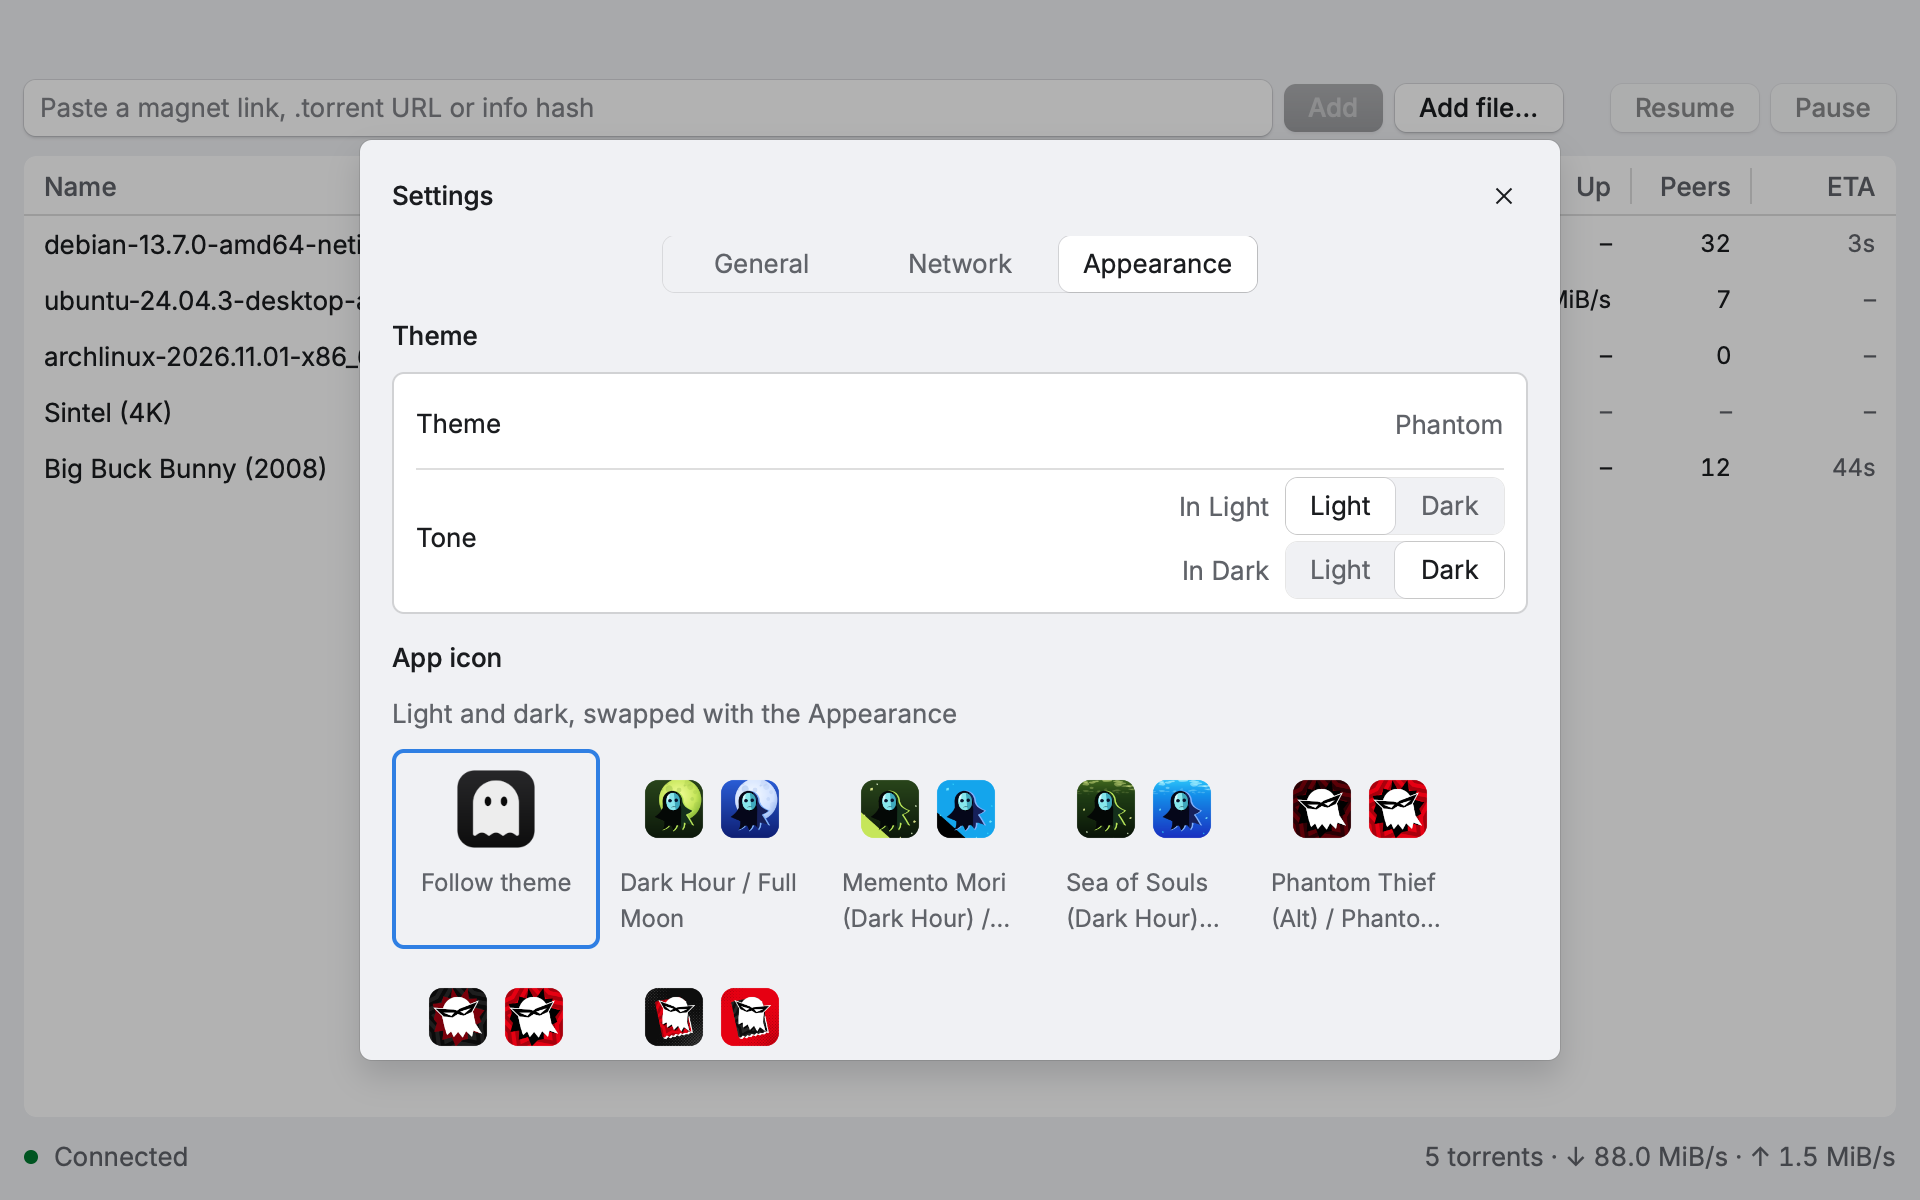 Paste a magnet link, .torrent URL or info hash
Add
Add file...
Resume
Pause
Name
Up
Peers
ETA
debian-13.7.0-amd64-neti
–
32
3s
ubuntu-24.04.3-desktop-a
MiB/s
7
–
archlinux-2026.11.01-x86_
–
0
–
Sintel (4K)
–
–
–
Big Buck Bunny (2008)
–
12
44s
Settings
General
Network
Appearance
Theme
Theme
Phantom
Tone
In Light
Light
Dark
In Dark
Light
Dark
App icon
Light and dark, swapped with the Appearance
Follow theme
Dark Hour / Full
Moon
Memento Mori
(Dark Hour) /...
Sea of Souls
(Dark Hour)...
Phantom Thief
(Alt) / Phanto...
Connected
5 torrents · ↓ 88.0 MiB/s · ↑ 1.5 MiB/s